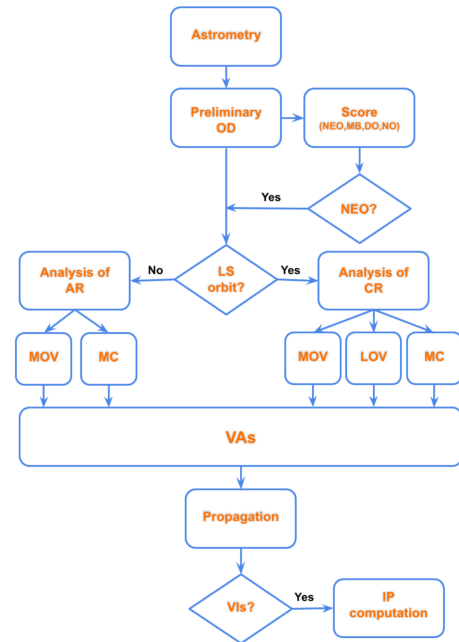 Astrometry
Preliminary
OD
Score
(NEO,MB,DO,NO)
Yes
NEO?
Analysis of
AR
No
LS
orbit?
Yes
Analysis of
CR
MOV
MC
MOV
LOV
MC
VAs
Propagation
VIs?
Yes
IP
computation